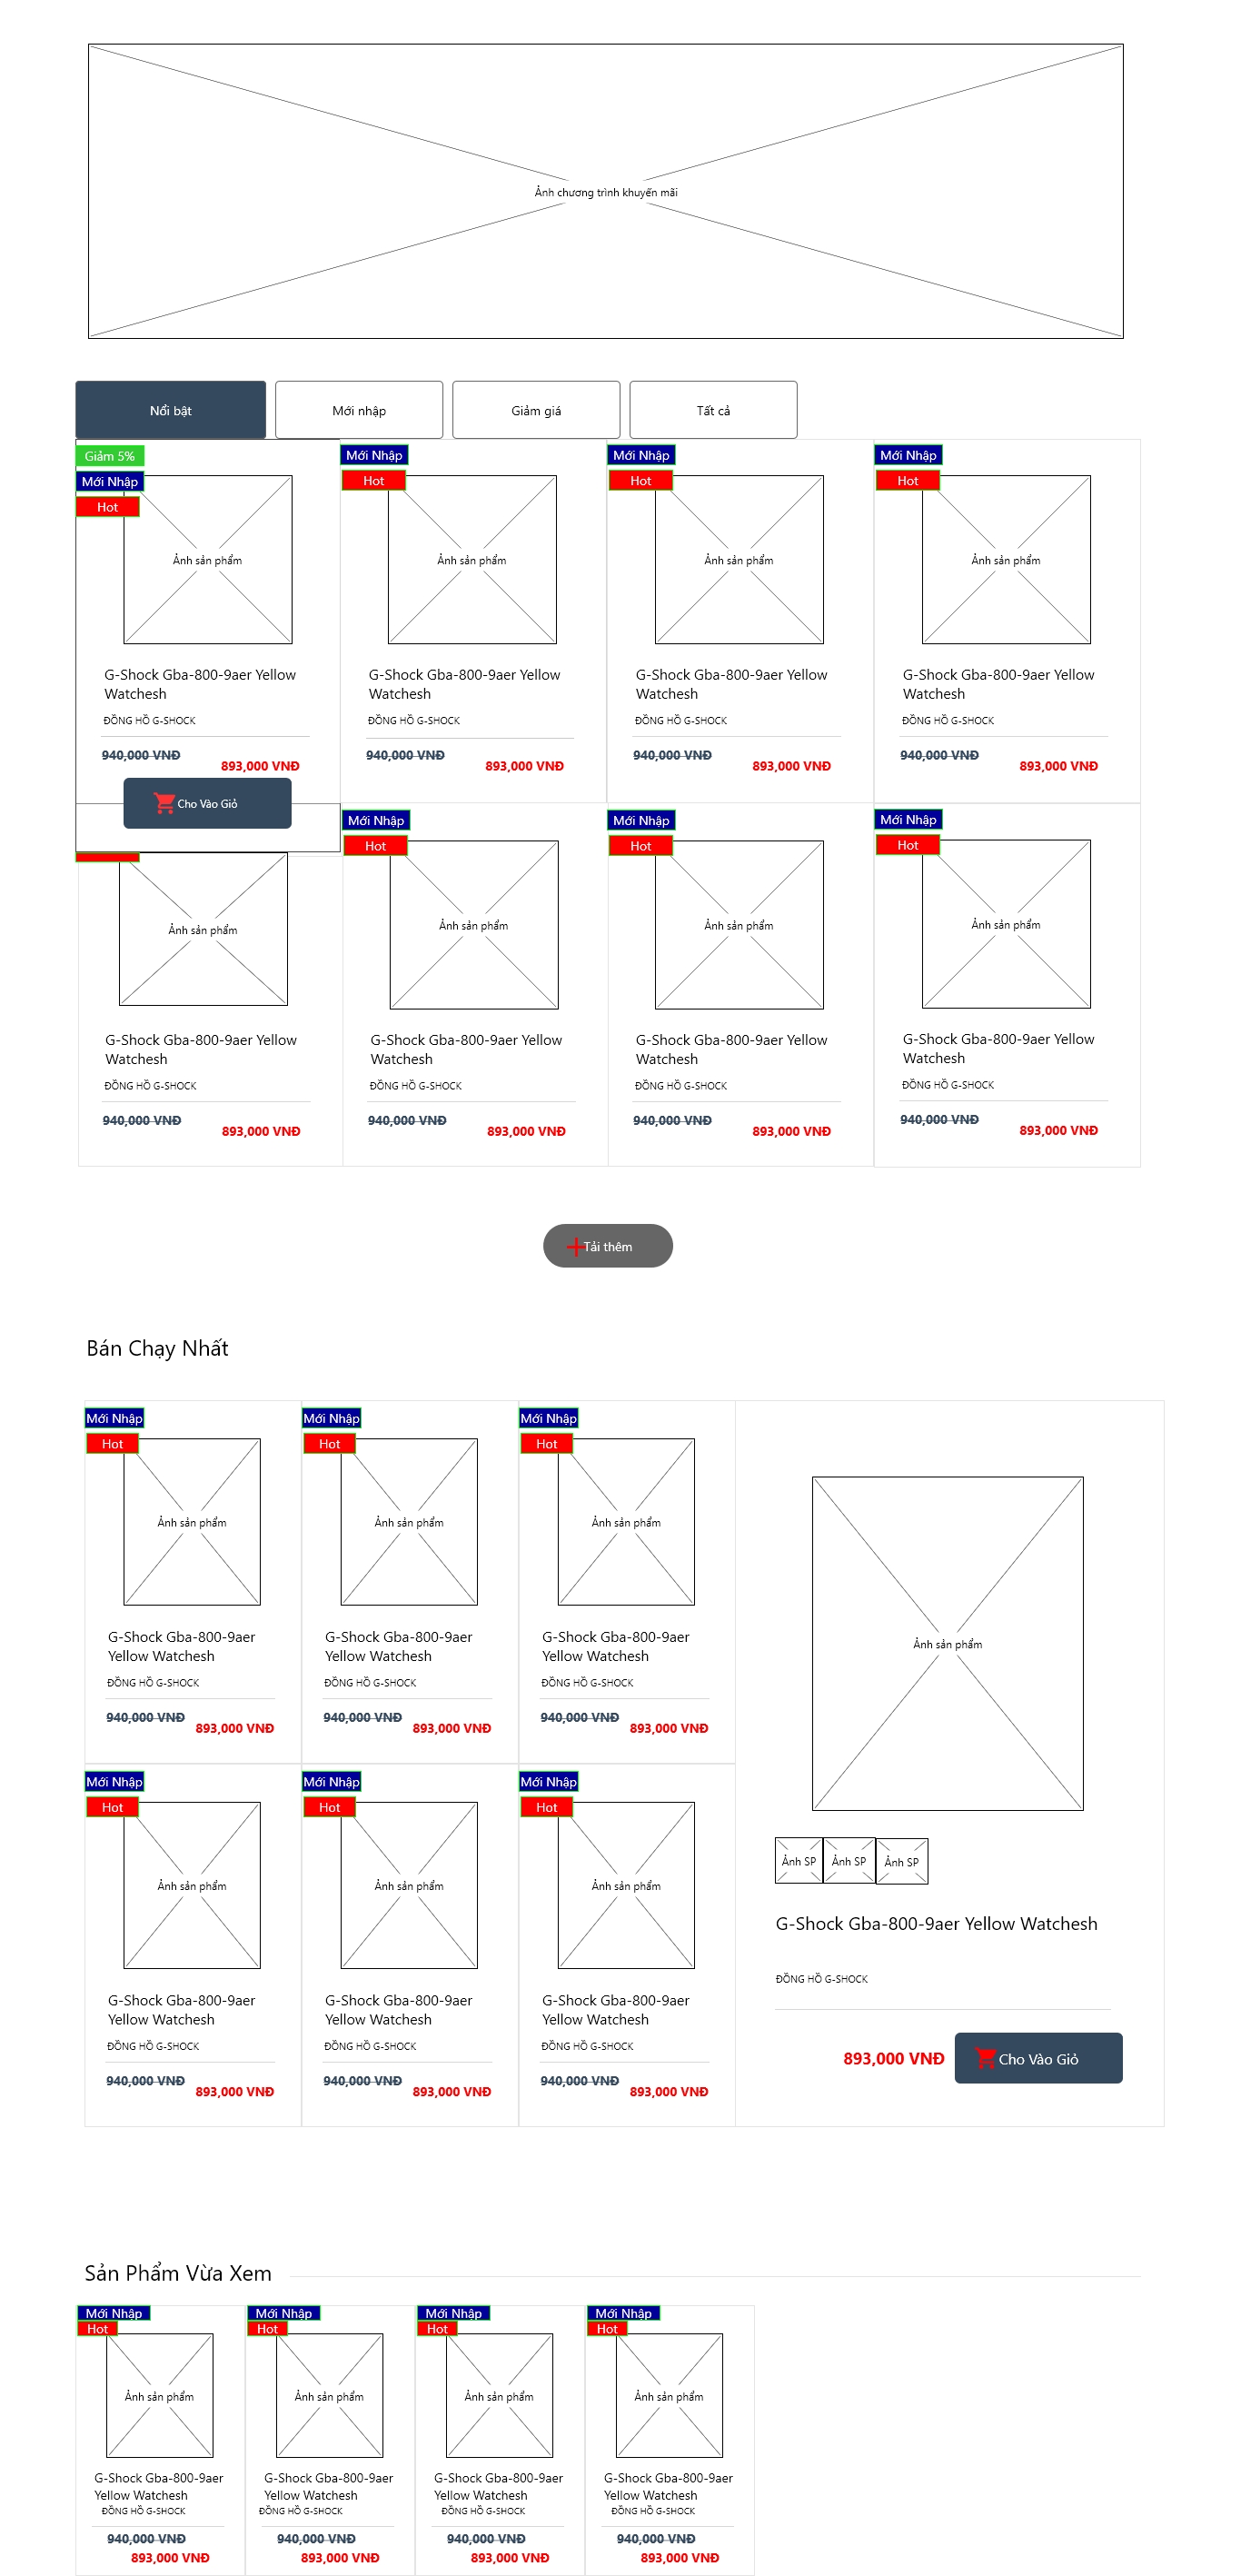 Ảnh chương trình khuyến mãi
Nổi bật
Mới nhập
Giảm giá
Tất cả
Giảm 5%
Mới Nhập
Hot
Ảnh sản phẩm
G-Shock Gba-800-9aer Yellow
Watchesh
ĐỒNG HỒ G-SHOCK
940,000 VNĐ
893,000 VNĐ
Cho Vào Giỏ
Mới Nhập
Hot
Ảnh sản phẩm
G-Shock Gba-800-9aer Yellow
Watchesh
ĐỒNG HỒ G-SHOCK
940,000 VNĐ
893,000 VNĐ
Mới Nhập
Hot
Ảnh sản phẩm
G-Shock Gba-800-9aer Yellow
Watchesh
ĐỒNG HỒ G-SHOCK
940,000 VNĐ
893,000 VNĐ
Mới Nhập
Hot
Ảnh sản phẩm
G-Shock Gba-800-9aer Yellow
Watchesh
ĐỒNG HỒ G-SHOCK
940,000 VNĐ
893,000 VNĐ
Ảnh sản phẩm
G-Shock Gba-800-9aer Yellow
Watchesh
ĐỒNG HỒ G-SHOCK
940,000 VNĐ
893,000 VNĐ
Mới Nhập
Hot
Ảnh sản phẩm
G-Shock Gba-800-9aer Yellow
Watchesh
ĐỒNG HỒ G-SHOCK
940,000 VNĐ
893,000 VNĐ
Mới Nhập
Hot
Ảnh sản phẩm
G-Shock Gba-800-9aer Yellow
Watchesh
ĐỒNG HỒ G-SHOCK
940,000 VNĐ
893,000 VNĐ
Mới Nhập
Hot
Ảnh sản phẩm
G-Shock Gba-800-9aer Yellow
Watchesh
ĐỒNG HỒ G-SHOCK
940,000 VNĐ
893,000 VNĐ
Tải thêm
Bán Chạy Nhất
Mới Nhập
Hot
Ảnh sản phẩm
G-Shock Gba-800-9aer
Yellow Watchesh
ĐỒNG HỒ G-SHOCK
940,000 VNĐ
893,000 VNĐ
Mới Nhập
Hot
Ảnh sản phẩm
G-Shock Gba-800-9aer
Yellow Watchesh
ĐỒNG HỒ G-SHOCK
940,000 VNĐ
893,000 VNĐ
Mới Nhập
Hot
Ảnh sản phẩm
G-Shock Gba-800-9aer
Yellow Watchesh
ĐỒNG HỒ G-SHOCK
940,000 VNĐ
893,000 VNĐ
Mới Nhập
Hot
Ảnh sản phẩm
G-Shock Gba-800-9aer
Yellow Watchesh
ĐỒNG HỒ G-SHOCK
940,000 VNĐ
893,000 VNĐ
Mới Nhập
Hot
Ảnh sản phẩm
G-Shock Gba-800-9aer
Yellow Watchesh
ĐỒNG HỒ G-SHOCK
940,000 VNĐ
893,000 VNĐ
Mới Nhập
Hot
Ảnh sản phẩm
G-Shock Gba-800-9aer
Yellow Watchesh
ĐỒNG HỒ G-SHOCK
940,000 VNĐ
893,000 VNĐ
Ảnh sản phẩm
Ảnh SP
Ảnh SP
Ảnh SP
G-Shock Gba-800-9aer Yellow Watchesh
ĐỒNG HỒ G-SHOCK
893,000 VNĐ
Cho Vào Giỏ
Sản Phẩm Vừa Xem
Mới Nhập
Hot
Ảnh sản phẩm
G-Shock Gba-800-9aer
Yellow Watchesh
ĐỒNG HỒ G-SHOCK
940,000 VNĐ
893,000 VNĐ
Mới Nhập
Hot
Ảnh sản phẩm
G-Shock Gba-800-9aer
Yellow Watchesh
ĐỒNG HỒ G-SHOCK
940,000 VNĐ
893,000 VNĐ
Mới Nhập
Hot
Ảnh sản phẩm
G-Shock Gba-800-9aer
Yellow Watchesh
ĐỒNG HỒ G-SHOCK
940,000 VNĐ
893,000 VNĐ
Mới Nhập
Hot
Ảnh sản phẩm
G-Shock Gba-800-9aer
Yellow Watchesh
ĐỒNG HỒ G-SHOCK
940,000 VNĐ
893,000 VNĐ